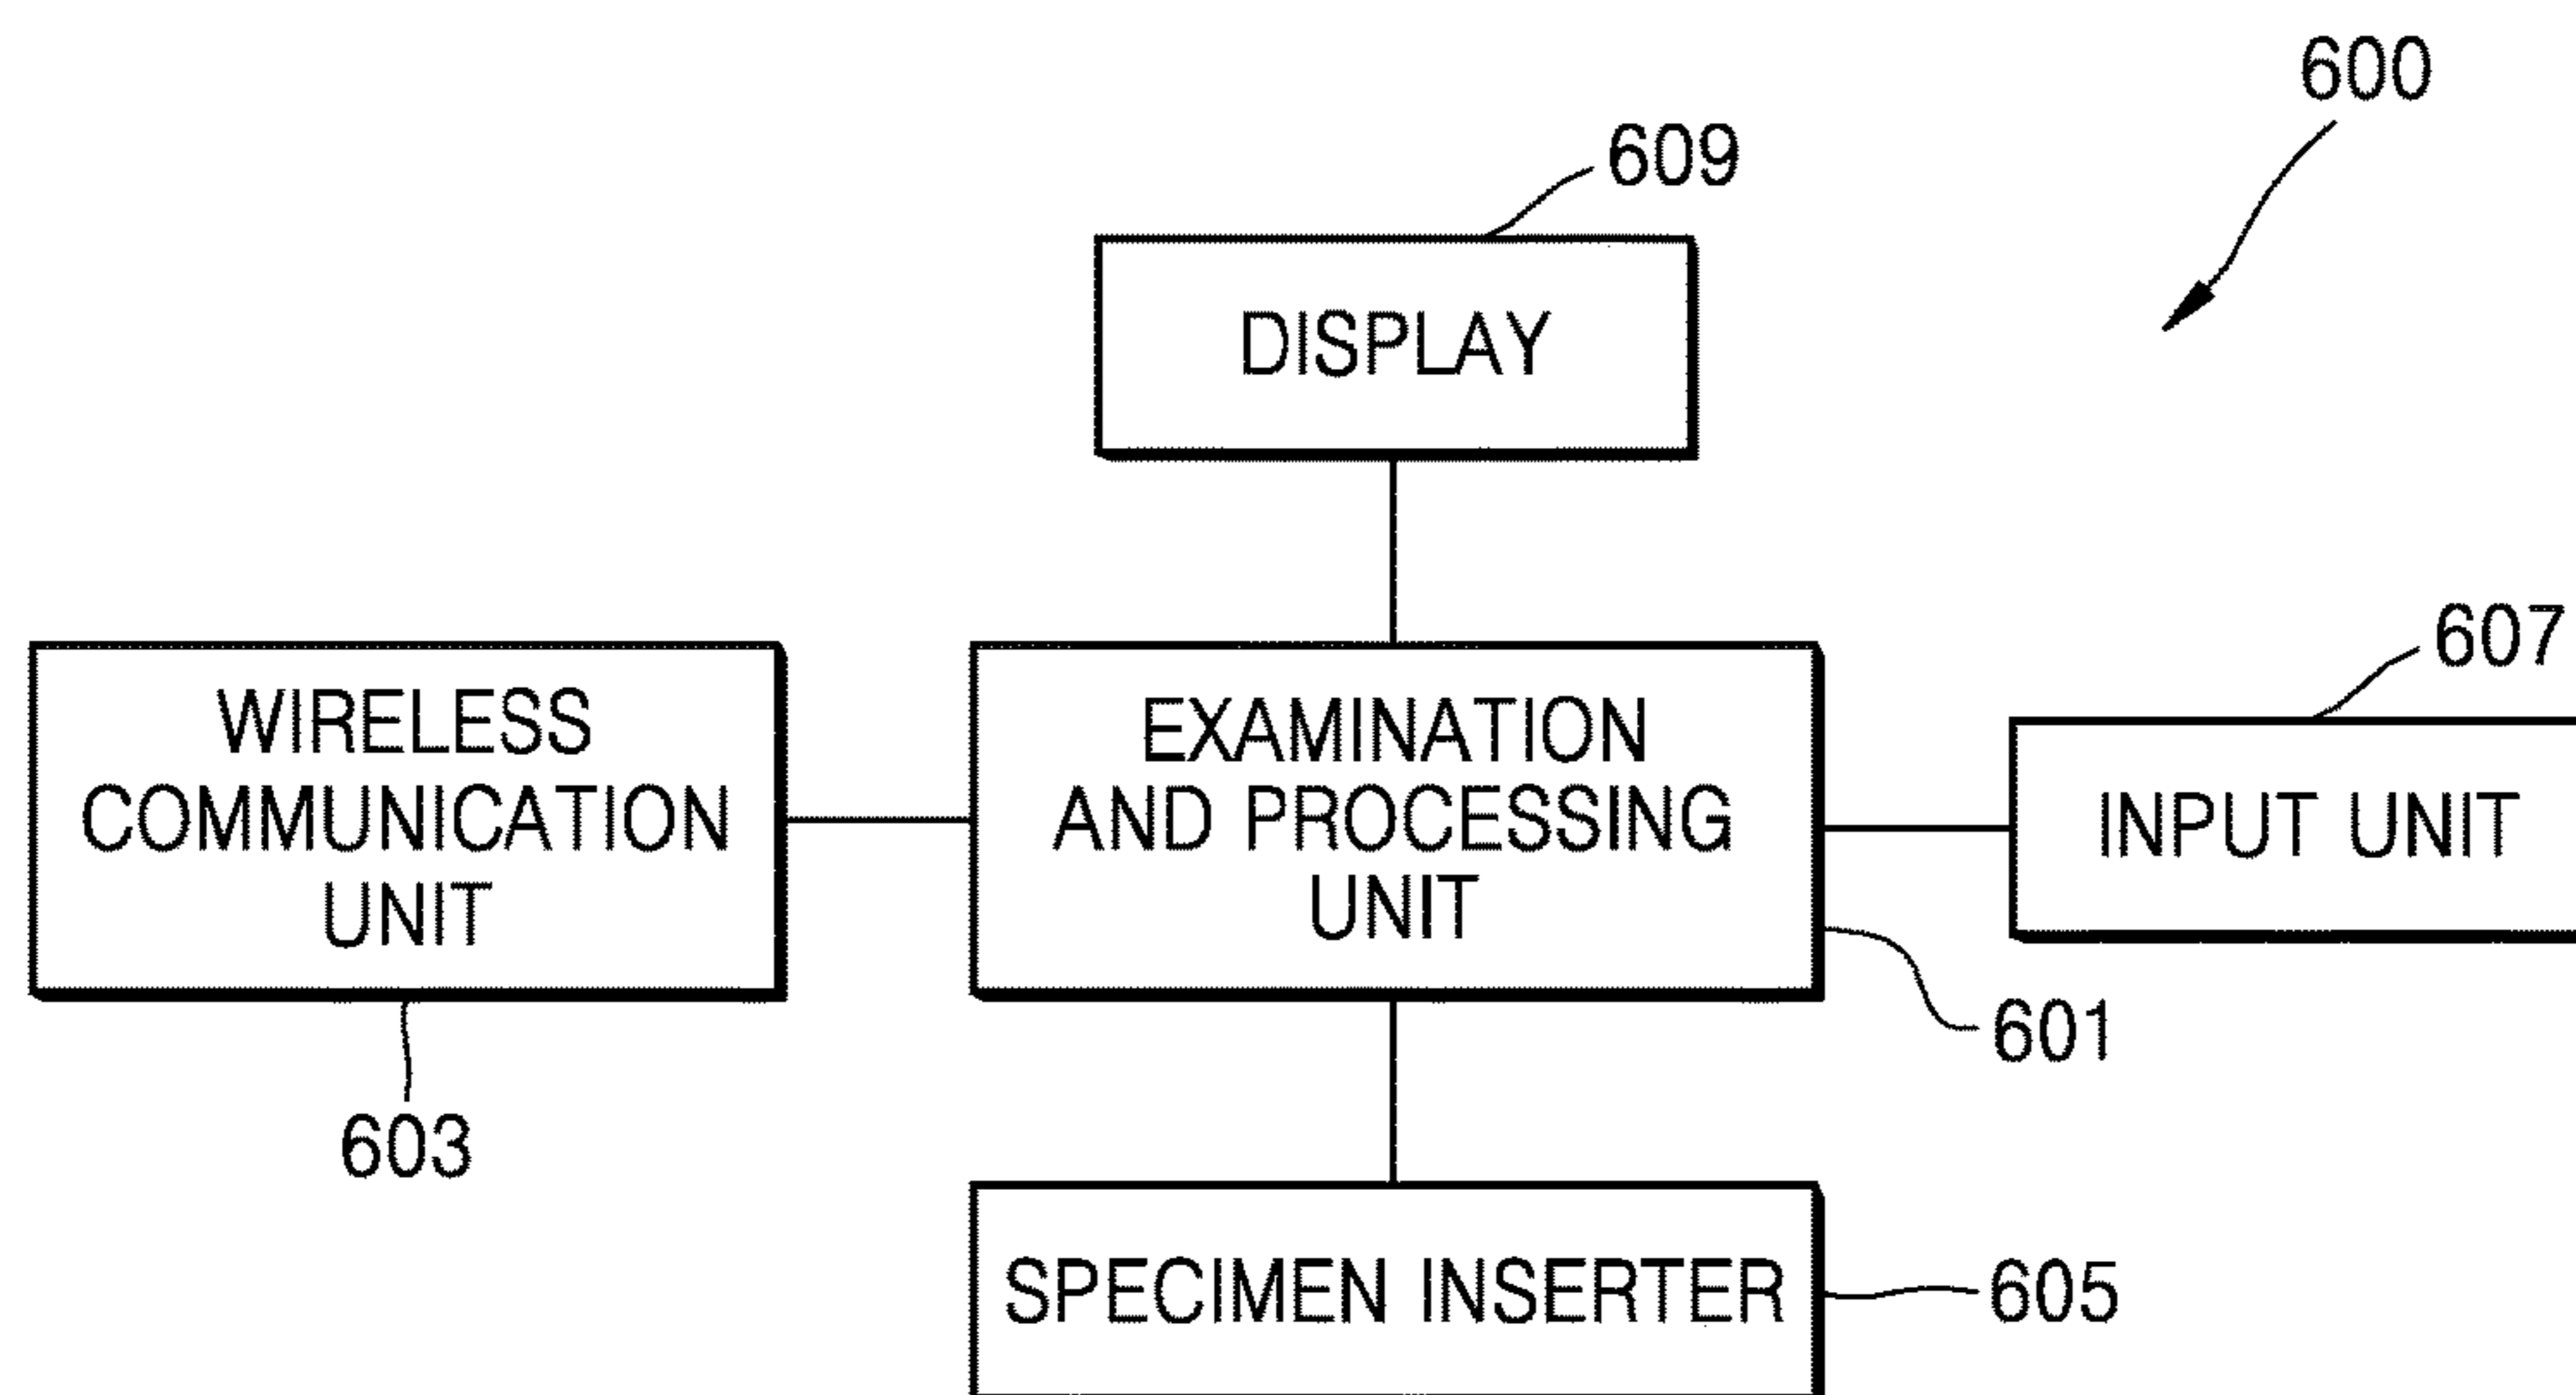 600
609
DISPLAY
607
WIRELESS
COMMUNICATION
UNIT
EXAMINATION
AND PROCESSING
UNIT
INPUT UNIT
601
603
SPECIMEN INSERTER
605